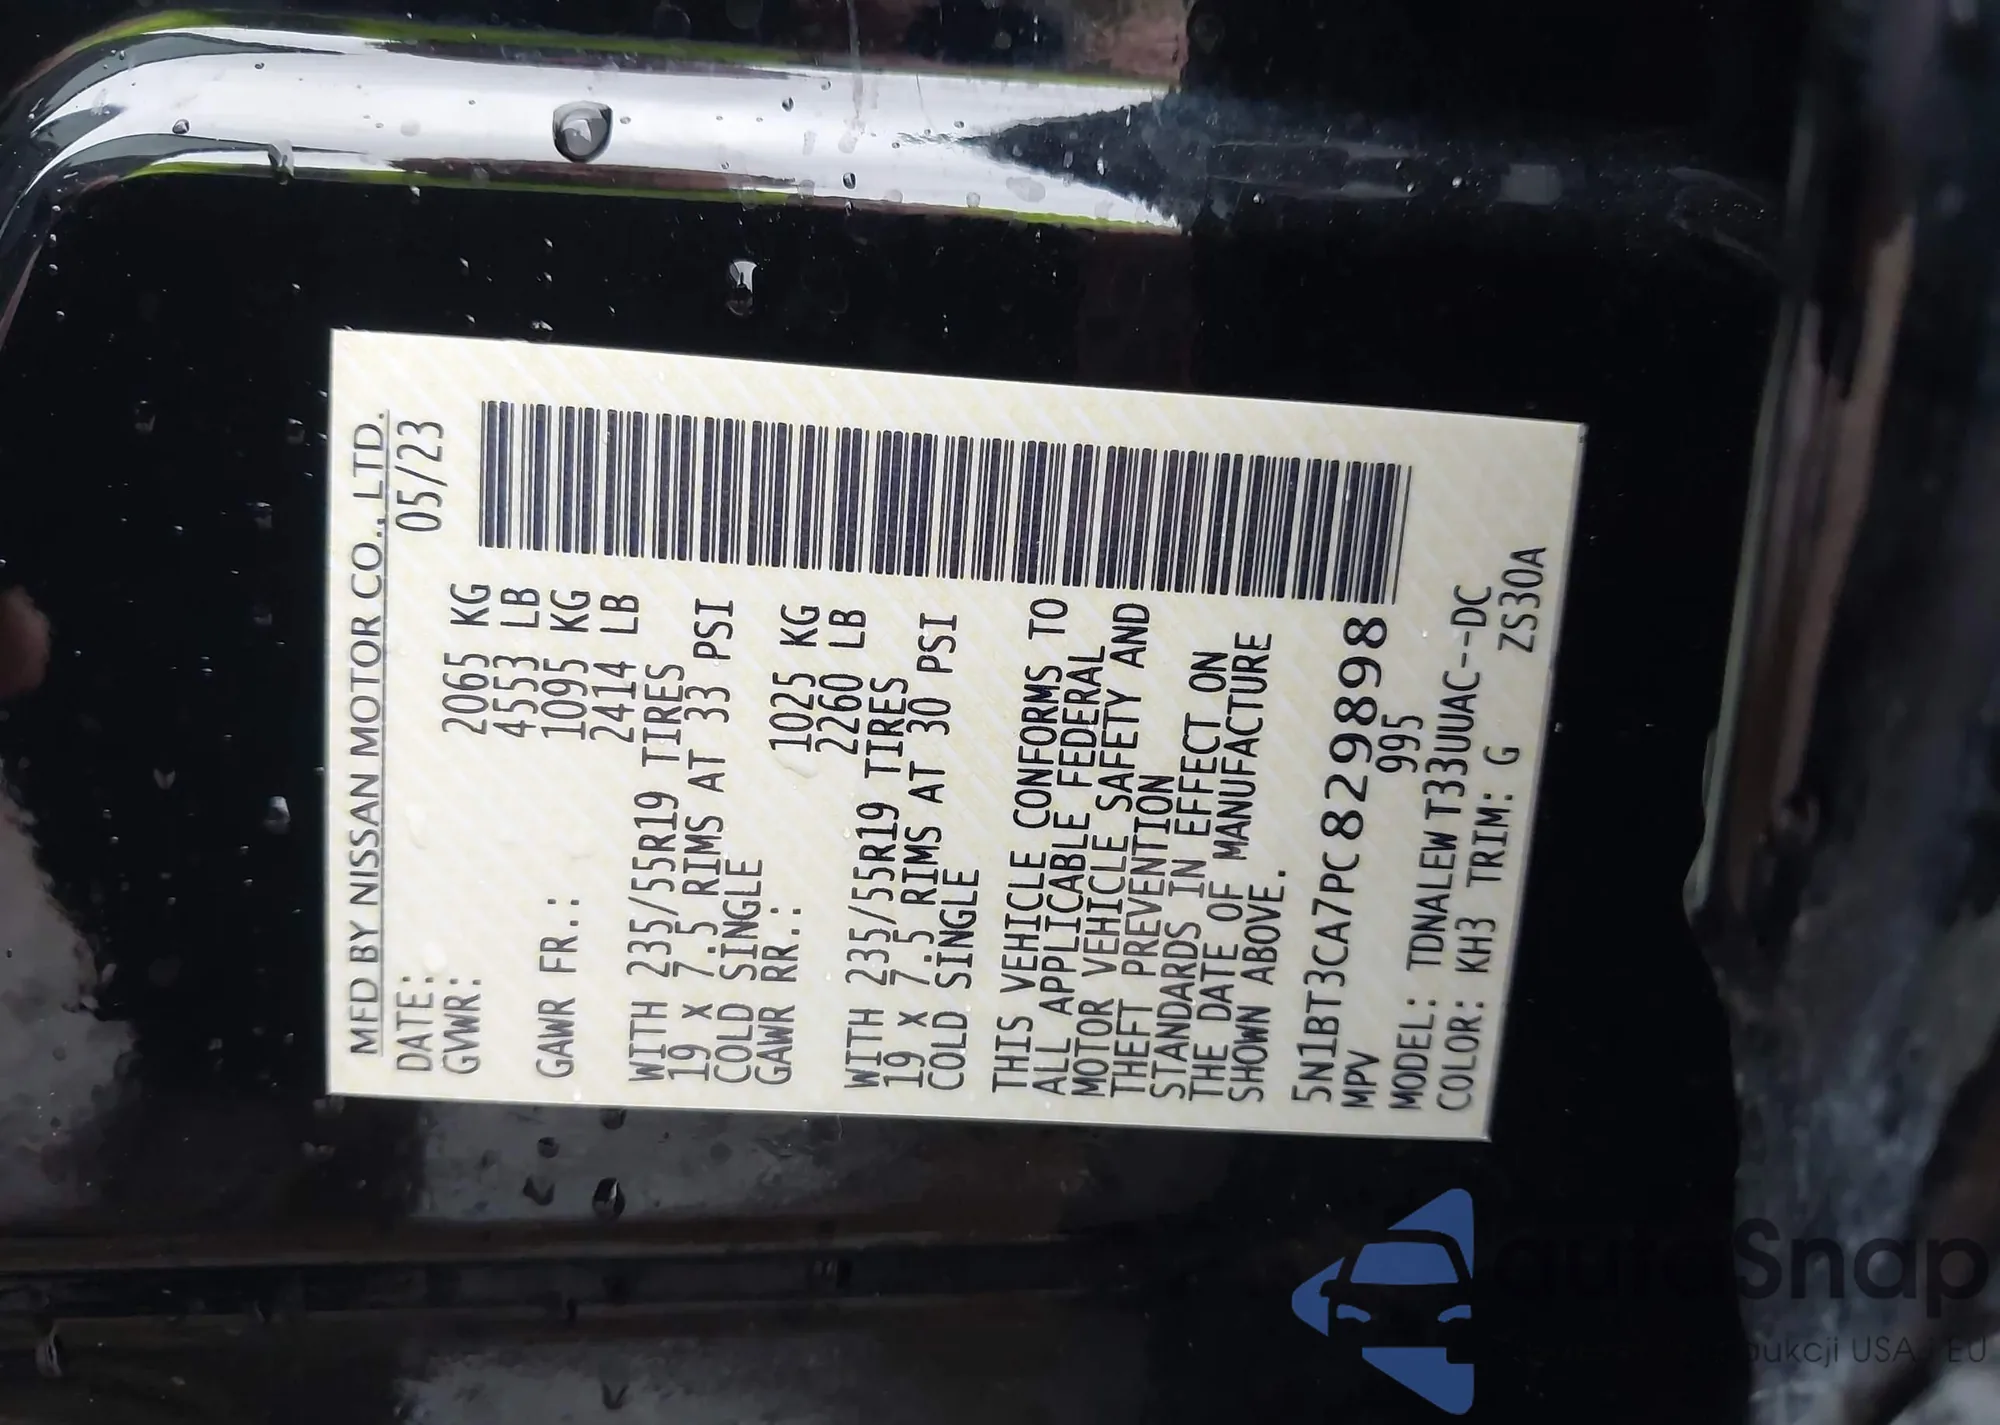 MFD BY NISSAN MOTOR CO., LTD.
DATE: 05/23
GVWR: 2065 KG
4553 LB
GAWR FR.: 1095 KG
2414 LB
WITH 235/55R19 TIRES
19 X 7.5 RIMS AT 33 PSI
COLD SINGLE
GAWR RR.: 1025 KG
2260 LB
WITH 235/55R19 TIRES
19 X 7.5 RIMS AT 30 PSI
COLD SINGLE
THIS VEHICLE CONFORMS TO
ALL APPLICABLE FEDERAL
MOTOR VEHICLE SAFETY AND
THEFT PREVENTION
STANDARDS IN EFFECT ON
THE DATE OF MANUFACTURE
SHOWN ABOVE.
5N1BT3CA7PC829898
MPV 995
MODEL: TDNALEWT33UUAC--DC
COLOR: KH3 TRIM: G ZS30A
autoSnap
USA EU